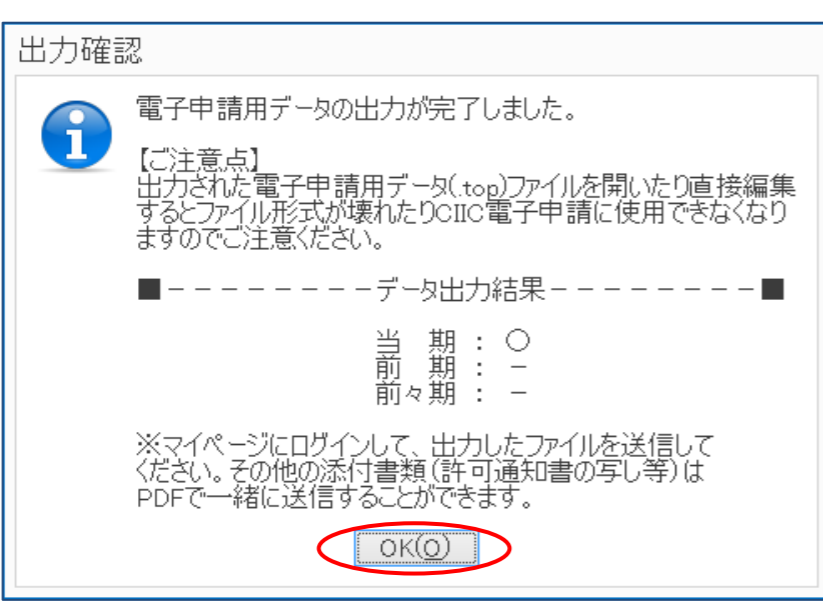 出力確認
電子申請用データの出力が完了しました。
【ご注意点】
出力された電子申請用データ(.top)ファイルを開いたり直接編集
するとファイル形式が壊れたりCIIC電子申請に使用できなくなり
ますのでご注意ください。
■－－－－－－－－データ出力結果－－－－－－－－■
当　期 ： ○
前　期 ： －
前々期 ： －
※マイページにログインして、出力したファイルを送信して
ください。その他の添付書類(許可通知書の写し等)は
PDFで一緒に送信することができます。
OK(O)